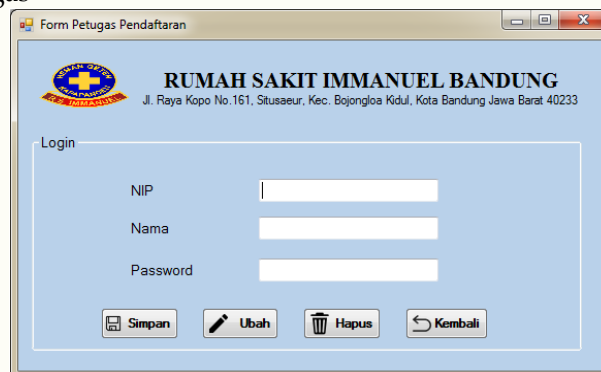 Form Petugas Pendaftaran
RUMAH SAKIT IMMANUEL BANDUNG
Jl. Raya Kopo No.161, Situsaeur, Kec. Bojongloa Kidul, Kota Bandung Jawa Barat 40233
R.S. IMMANUEL
Login
NIP
Nama
Password
Simpan
Ubah
Hapus
Kembali